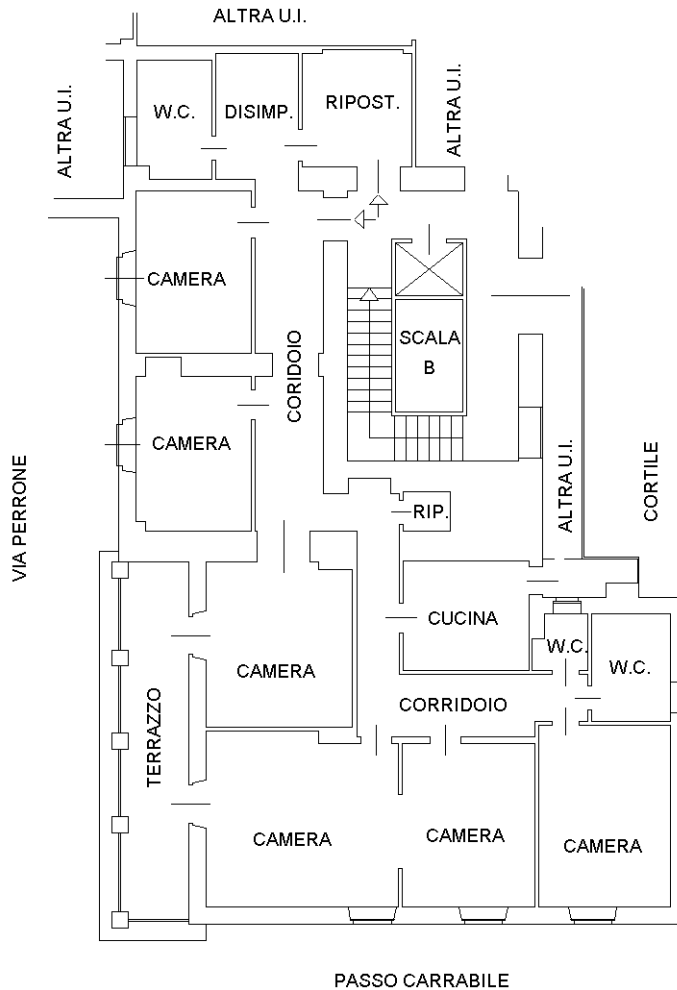 ALTRA U.I.
ALTRA U.I.
ALTRA U.I.
W.C.
DISIMP.
RIPOST.
CAMERA
SCALA
B
CORIDOIO
CAMERA
VIA PERRONE
RIP.
ALTRA U.I.
CORTILE
CUCINA
W.C.
W.C.
CAMERA
TERRAZZO
CORRIDOIO
CAMERA
CAMERA
CAMERA
PASSO CARRABILE